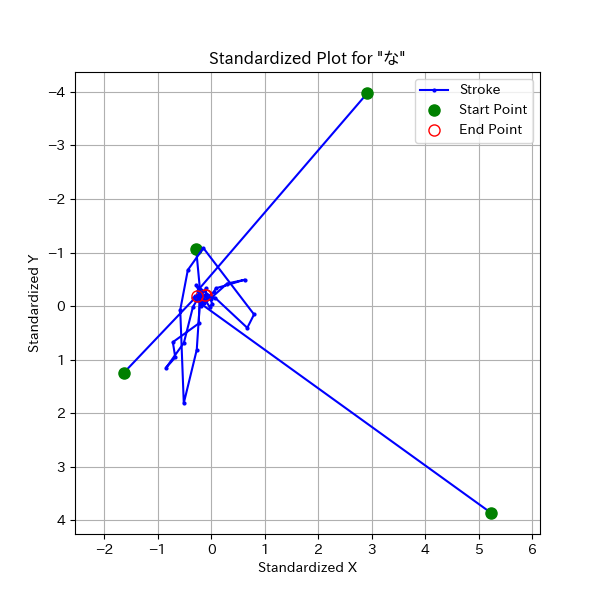 Standardized Plot for "な"
Stroke
Start Point
End Point
Standardized Y
−4
−3
−2
−1
0
1
2
3
4
−2 −1 0 1 2 3 4 5 6
Standardized X